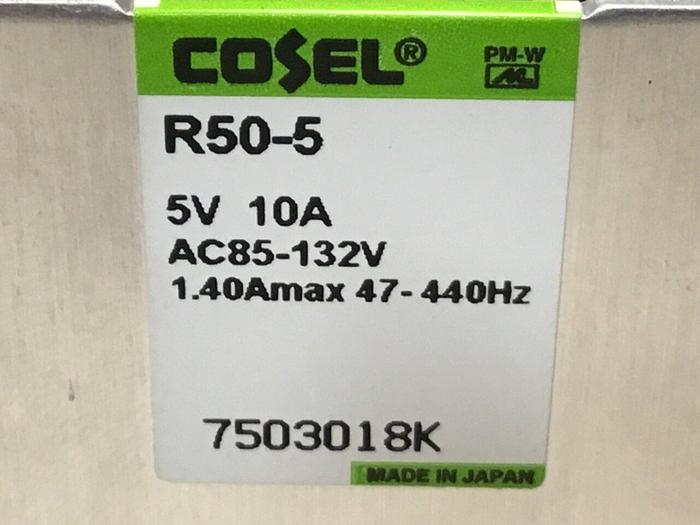 COSEL® PM-W
R50-5
5V 10A
AC85-132V
1.40Amax 47-440Hz
7503018K
MADE IN JAPAN